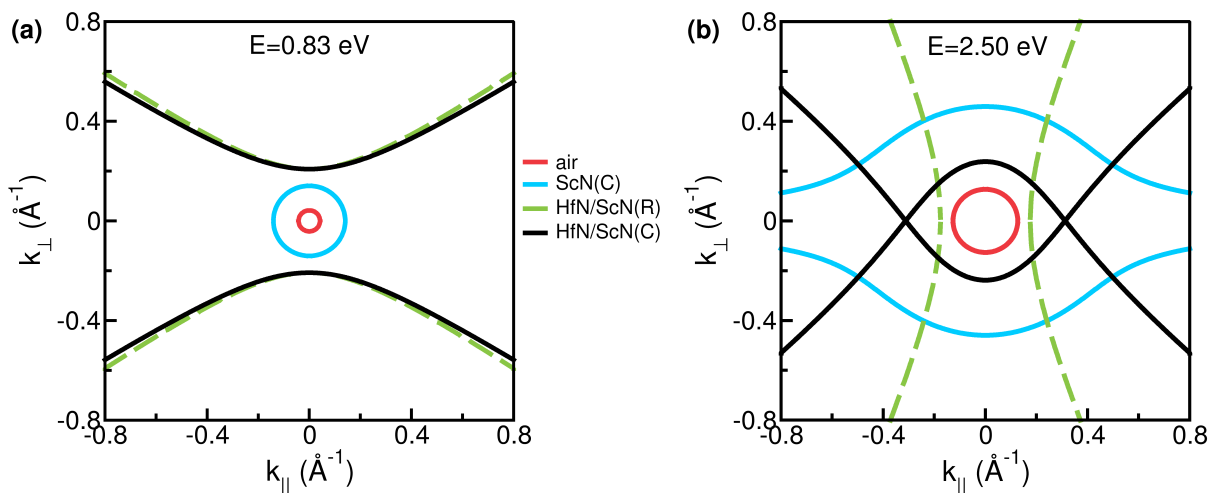 (a)
E=0.83 eV
0.8
0.4
0
-0.4
-0.8
k⊥ (Å⁻¹)
-0.8 -0.4 0 0.4 0.8
k|| (Å⁻¹)
air
ScN(C)
HfN/ScN(R)
HfN/ScN(C)
(b)
E=2.50 eV
0.8
0.4
0
-0.4
-0.8
k⊥ (Å⁻¹)
-0.8 -0.4 0 0.4 0.8
k|| (Å⁻¹)